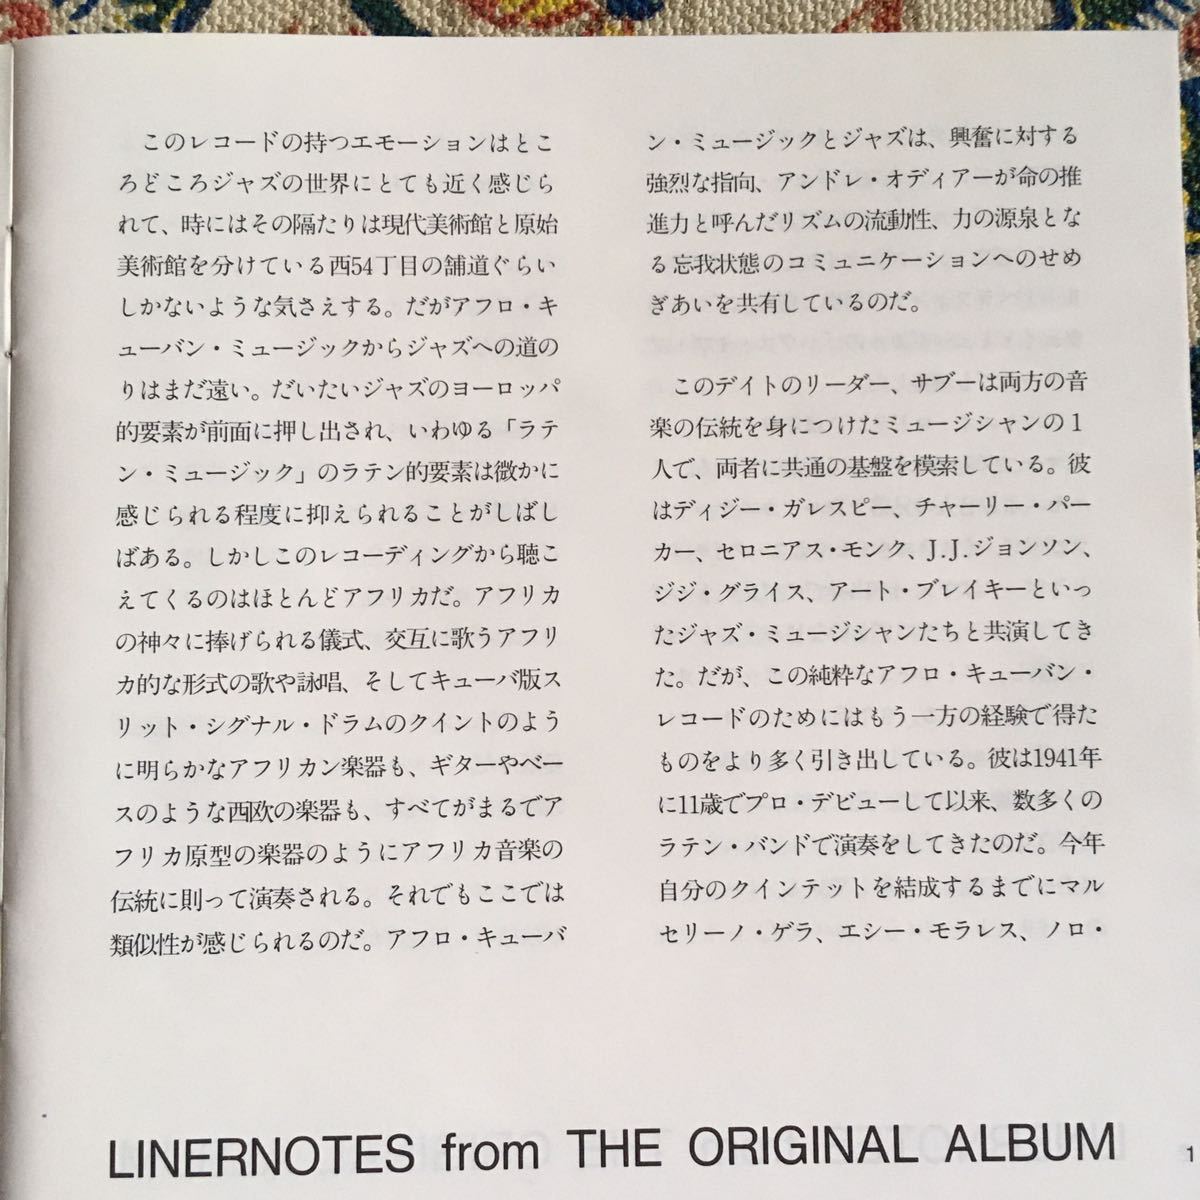 このレコードの持つエモーションはとこ
ろどころジャズの世界にとても近く感じら
れて、時にはその隔たりは現代美術館と原始
美術館を分けている西54丁目の舗道ぐらい
しかないような気さえする。だがアフロ・キ
ューバン・ミュージックからジャズへの道の
りはまだ遠い。だいたいジャズのヨーロッパ
的要素が前面に押し出され、いわゆる「ラテ
ン・ミュージック」のラテン的要素は微かに
感じられる程度に抑えられることがしばし
ばある。しかしこのレコーディングから聴こ
えてくるのはほとんどアフリカだ。アフリカ
の神々に捧げられる儀式、交互に歌うアフリ
カ的な形式の歌や詠唱、そしてキューバ版ス
リット・シグナル・ドラムのクイントのよう
に明らかなアフリカン楽器も、ギターやベー
スのような西欧の楽器も、すべてがまるでア
フリカ原型の楽器のようにアフリカ音楽の
伝統に則って演奏される。それでもここでは
類似性が感じられるのだ。アフロ・キューバ
ン・ミュージックとジャズは、興奮に対する
強烈な指向、アンドレ・オディアーが命の推
進力と呼んだリズムの流動性、力の源泉とな
る忘我状態のコミュニケーションへのせめ
ぎあいを共有しているのだ。
このデイトのリーダー、サブーは両方の音
楽の伝統を身につけたミュージシャンの1
人で、両者に共通の基盤を模索している。彼
はディジー・ガレスピー、チャーリー・パー
カー、セロニアス・モンク、J.J.ジョンソン、
ジジ・グライス、アート・ブレイキーといっ
たジャズ・ミュージシャンたちと共演してき
た。だが、この純粋なアフロ・キューバン・
レコードのためにはもう一方の経験で得た
ものをより多く引き出している。彼は1941年
に11歳でプロ・デビューして以来、数多くの
ラテン・バンドで演奏をしてきたのだ。今年
自分のクインテットを結成するまでにマル
セリーノ・ゲラ、エシー・モラレス、ノロ・
LINERNOTES from THE ORIGINAL ALBUM
1